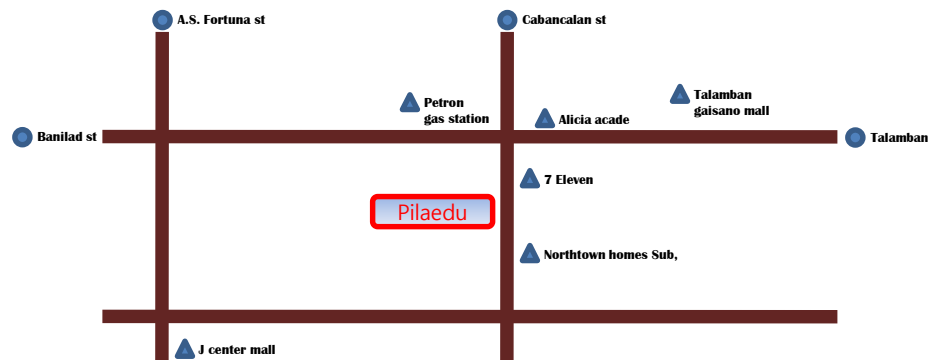 A.S. Fortuna st
Cabancalan st
Petron
gas station
Talamban
gaisano mall
Alicia acade
Banilad st
Talamban
7 Eleven
Pilaedu
Northtown homes Sub,
J center mall